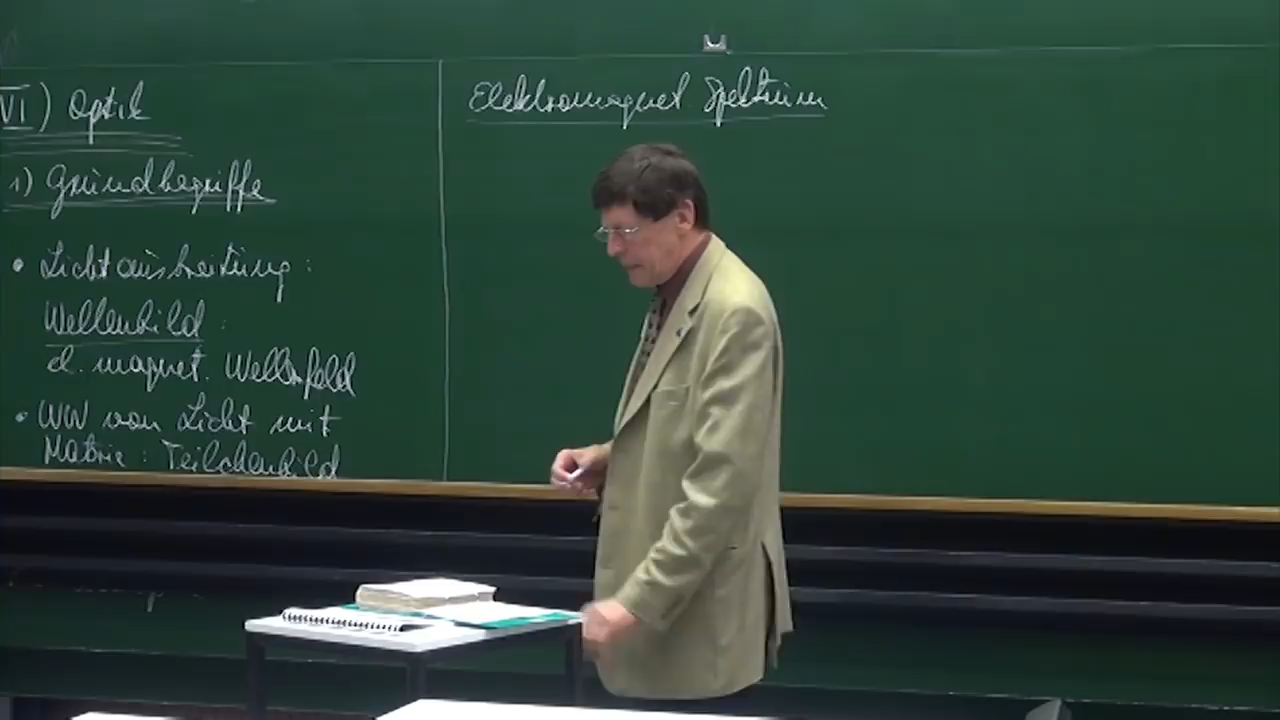 VI) Optik
1) Grundbegriffe
• Lichtausbreitung:
Wellenbild:
el. magnet. Wellenfeld
• WW von Licht mit
Materie: Teilchenbild
Elektromagnet Spektrum